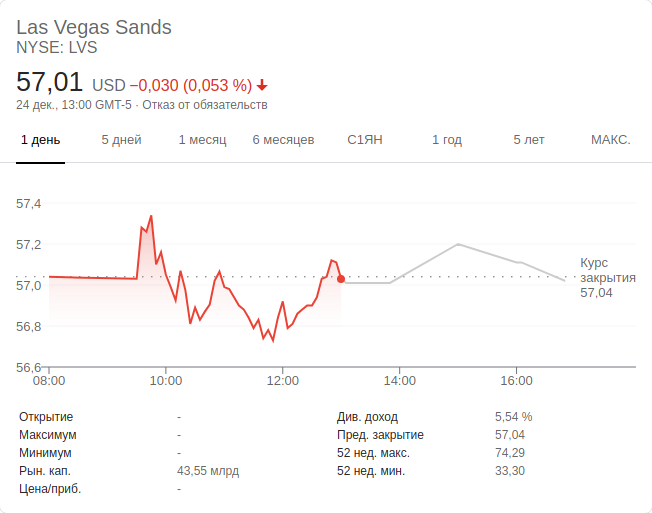 Las Vegas Sands
NYSE: LVS
57,01 USD −0,030 (0,053 %)
24 дек., 13:00 GMT-5 · Отказ от обязательств
1 день 5 дней 1 месяц 6 месяцев С1ЯН 1 год 5 лет МАКС.
57,4
57,2
57,0
56,8
56,6
Курс
закрытия
57,04
08:00 10:00 12:00 14:00 16:00
Открытие - Див. доход 5,54 %
Максимум - Пред. закрытие 57,04
Минимум - 52 нед. макс. 74,29
Рын. кап. 43,55 млрд 52 нед. мин. 33,30
Цена/приб. -